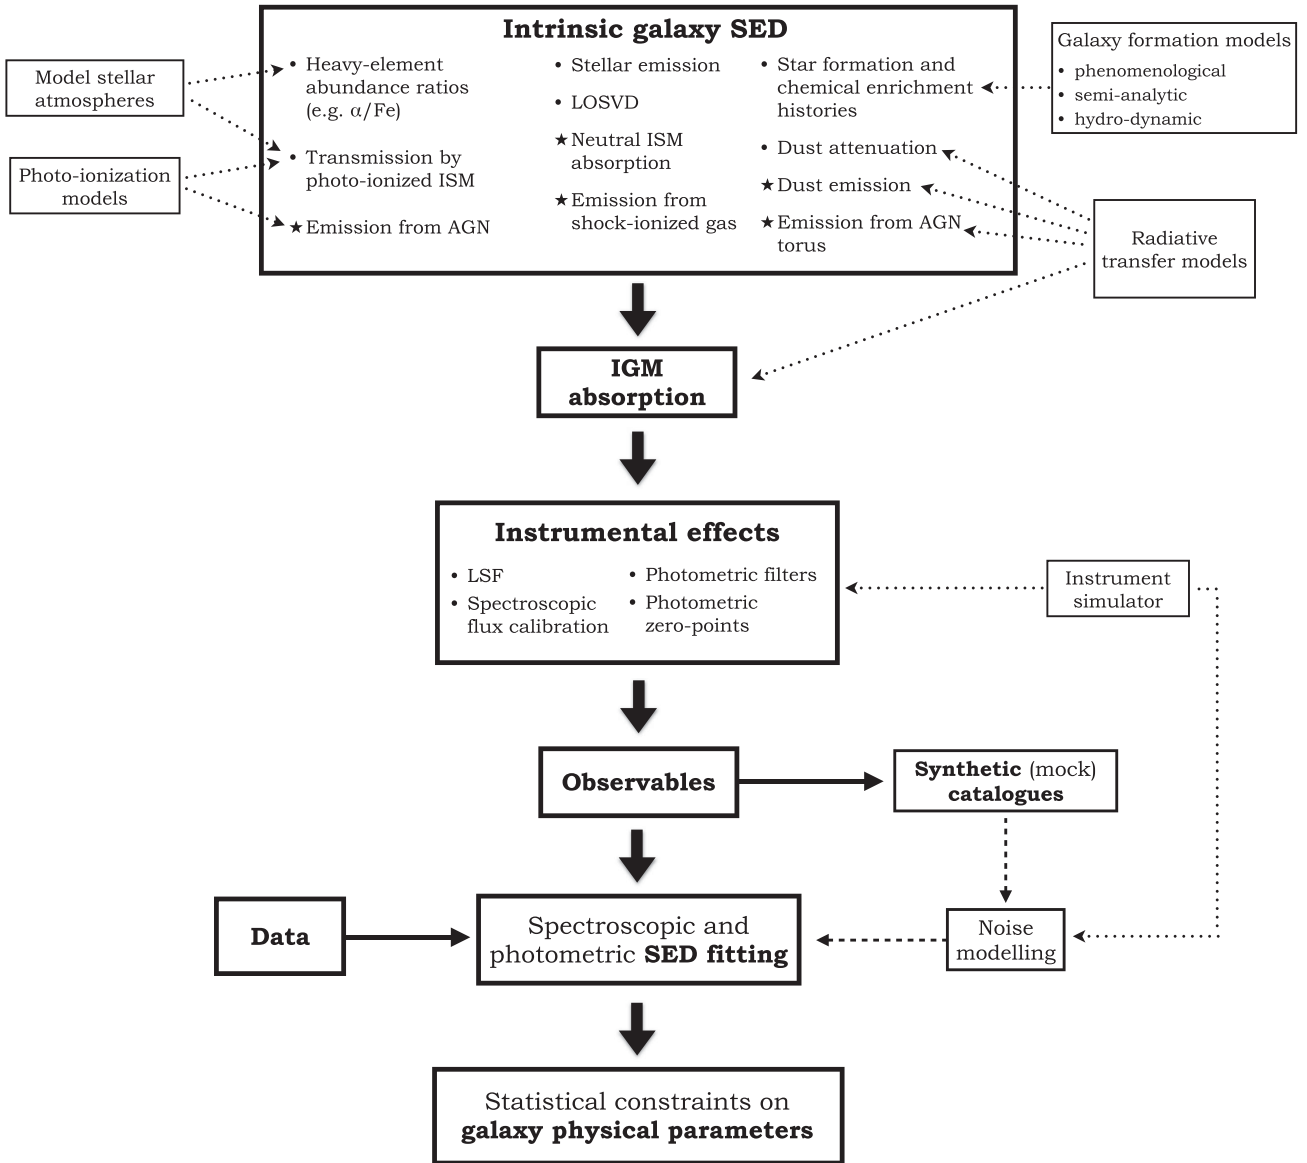 Intrinsic galaxy SED
Model stellar
atmospheres
Photo-ionization
models
• Heavy-element
abundance ratios
(e.g. α/Fe)
• Transmission by
photo-ionized ISM
★ Emission from AGN
• Stellar emission
• LOSVD
★ Neutral ISM
absorption
★ Emission from
shock-ionized gas
• Star formation and
chemical enrichment
histories
• Dust attenuation
★ Dust emission
★ Emission from AGN
torus
Galaxy formation models
• phenomenological
• semi-analytic
• hydro-dynamic
Radiative
transfer models
IGM
absorption
Instrumental effects
• LSF
• Spectroscopic
flux calibration
• Photometric filters
• Photometric
zero-points
Instrument
simulator
Observables
Synthetic (mock)
catalogues
Data
Spectroscopic and
photometric SED fitting
Noise
modelling
Statistical constraints on
galaxy physical parameters